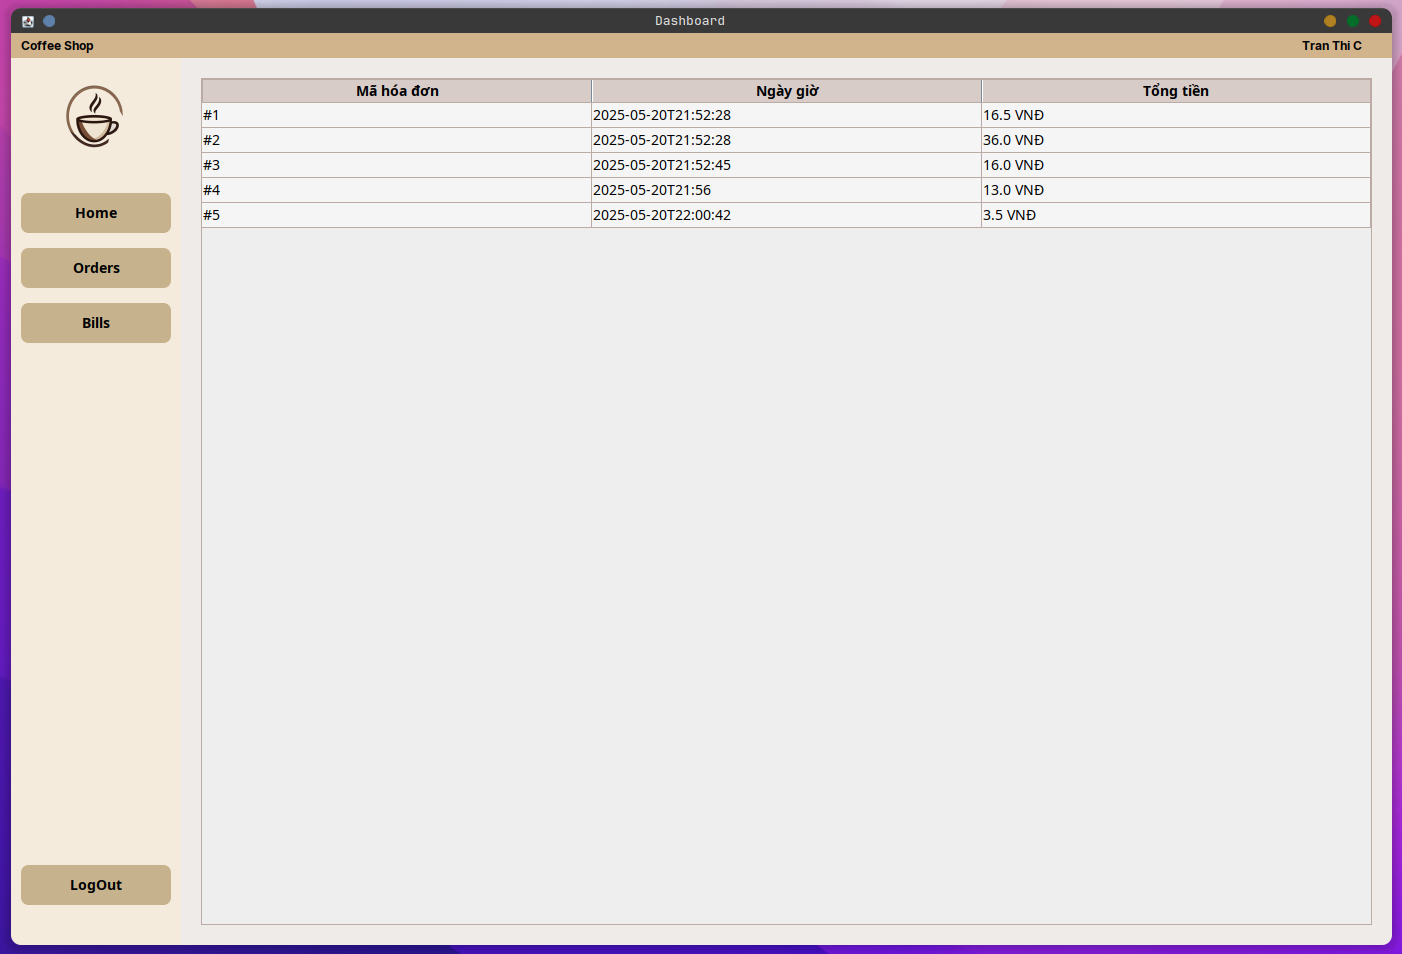 Dashboard
Coffee Shop
Tran Thi C
Home
Orders
Bills
LogOut
Mã hóa đơn Ngày giờ Tổng tiền
#1 2025-05-20T21:52:28 16.5 VNĐ
#2 2025-05-20T21:52:28 36.0 VNĐ
#3 2025-05-20T21:52:45 16.0 VNĐ
#4 2025-05-20T21:56 13.0 VNĐ
#5 2025-05-20T22:00:42 3.5 VNĐ